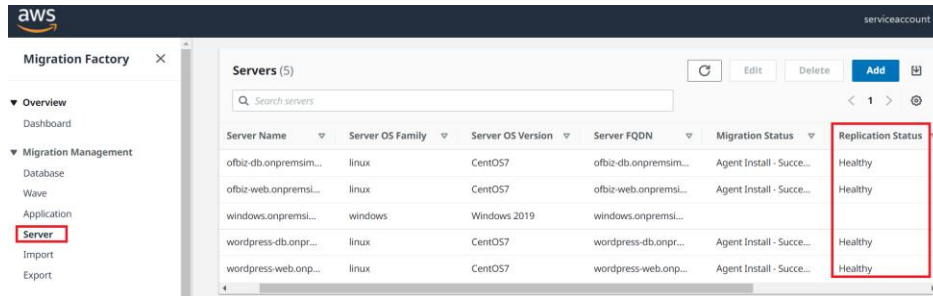 aws
serviceaccount
Migration Factory
Servers (5)
Edit
Delete
Add
Search servers
1
Overview
Dashboard
Migration Management
Database
Wave
Application
Server
Import
Export
Server Name Server OS Family Server OS Version Server FQDN Migration Status Replication Status
ofbiz-db.onpremsim... linux CentOS7 ofbiz-db.onpremsim... Agent Install - Succe... Healthy
ofbiz-web.onpremsi... linux CentOS7 ofbiz-web.onpremsi... Agent Install - Succe... Healthy
windows.onpremsi... windows Windows 2019 windows.onpremsi...
wordpress-db.onpr... linux CentOS7 wordpress-db.onpr... Agent Install - Succe... Healthy
wordpress-web.onp... linux CentOS7 wordpress-web.onp... Agent Install - Succe... Healthy